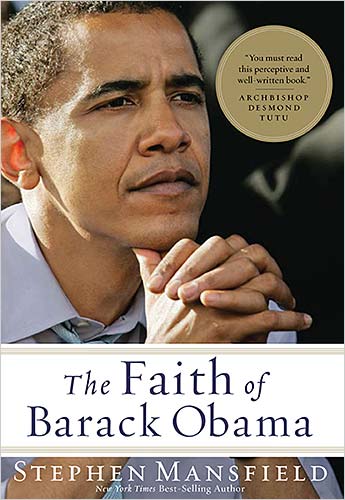 "You must read
this perceptive and
well-written book."
ARCHBISHOP
DESMOND
TUTU
The Faith of
Barack Obama
STEPHEN MANSFIELD
New York Times Best-Selling Author